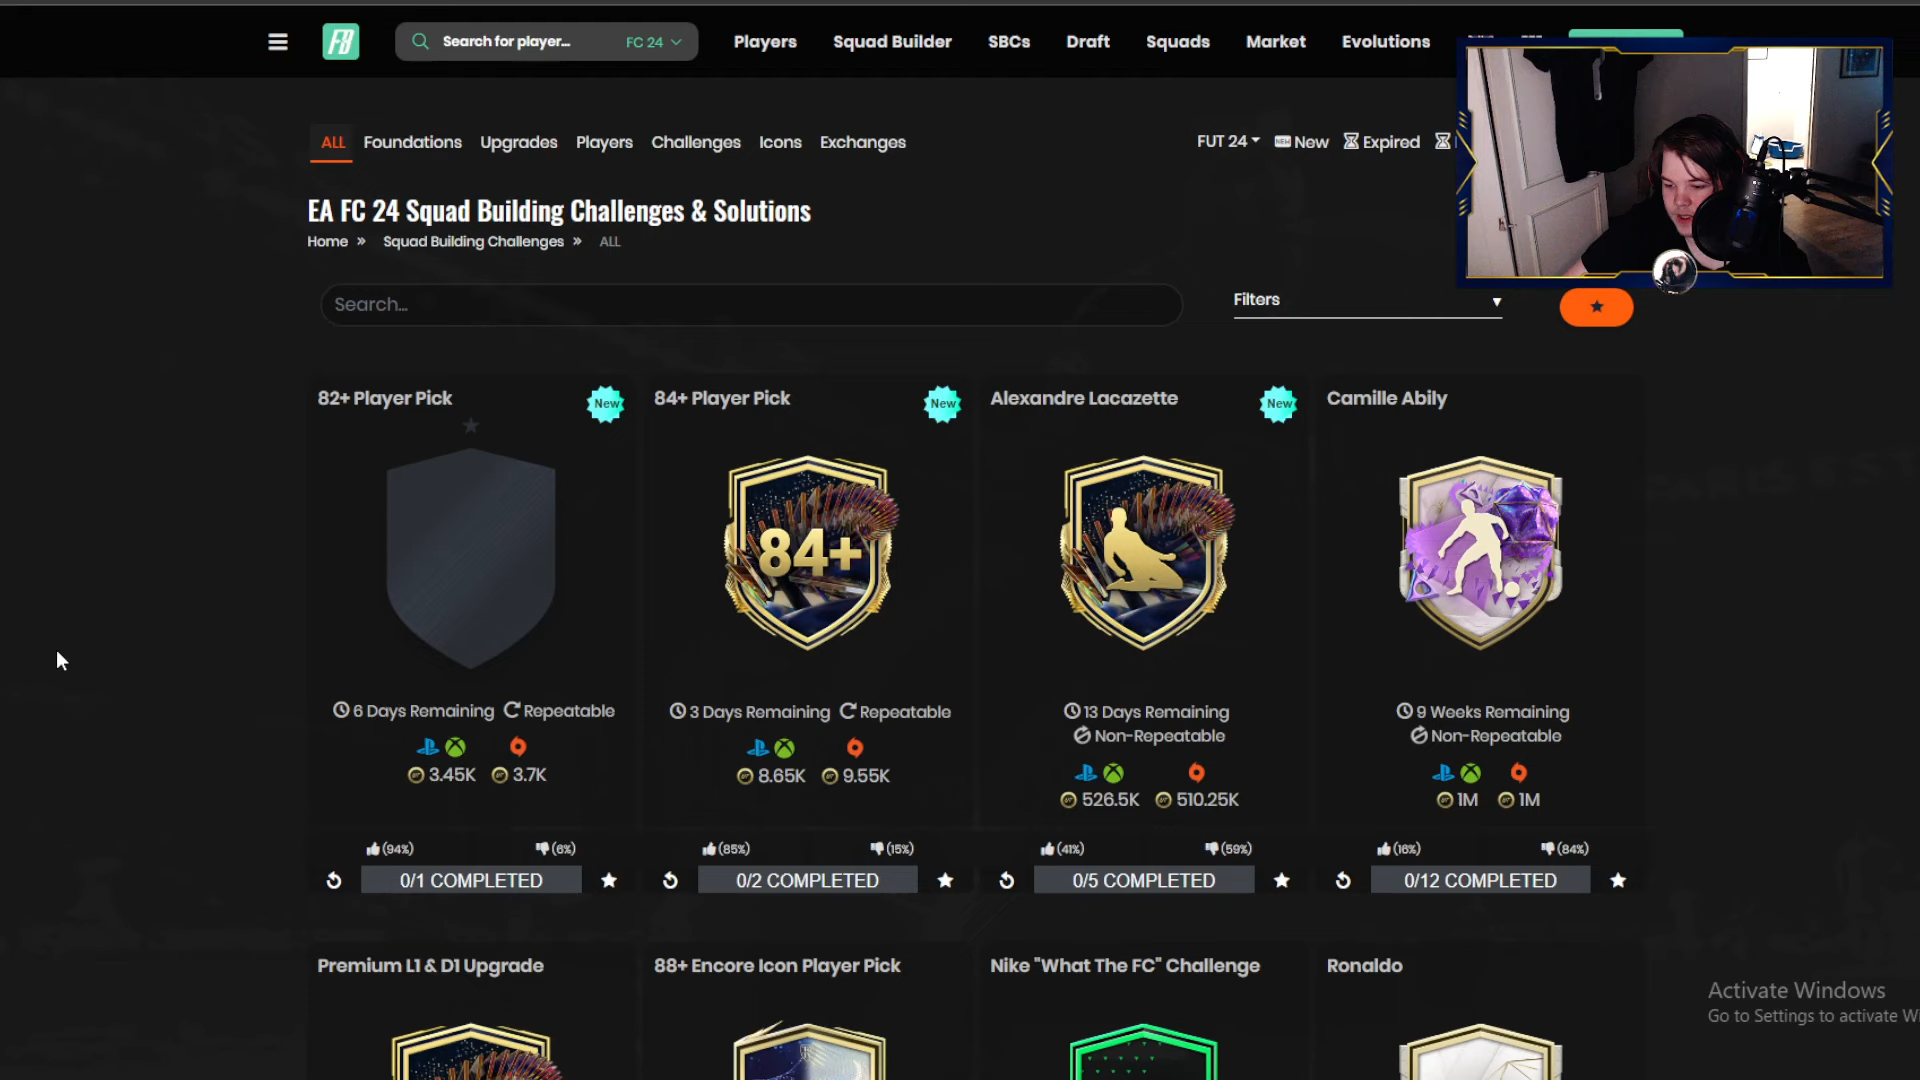 FB
Search for player...
FC 24
Players
Squad Builder
SBCs
Draft
Squads
Market
Evolutions
ALL
Foundations
Upgrades
Players
Challenges
Icons
Exchanges
FUT 24
New
Expired
EA FC 24 Squad Building Challenges & Solutions
Home » Squad Building Challenges » ALL
Search...
Filters
82+ Player Pick
New
6 Days Remaining Repeatable
3.45K 3.7K
(94%) (6%)
0/1 COMPLETED
84+ Player Pick
New
84+
3 Days Remaining Repeatable
8.65K 9.55K
(85%) (15%)
0/2 COMPLETED
Alexandre Lacazette
New
13 Days Remaining
Non-Repeatable
526.5K 510.25K
(41%) (59%)
0/5 COMPLETED
Camille Abily
9 Weeks Remaining
Non-Repeatable
1M 1M
(16%) (84%)
0/12 COMPLETED
Premium L1 & D1 Upgrade
88+ Encore Icon Player Pick
Nike "What The FC" Challenge
Ronaldo
Activate Windows
Go to Settings to activate Wi